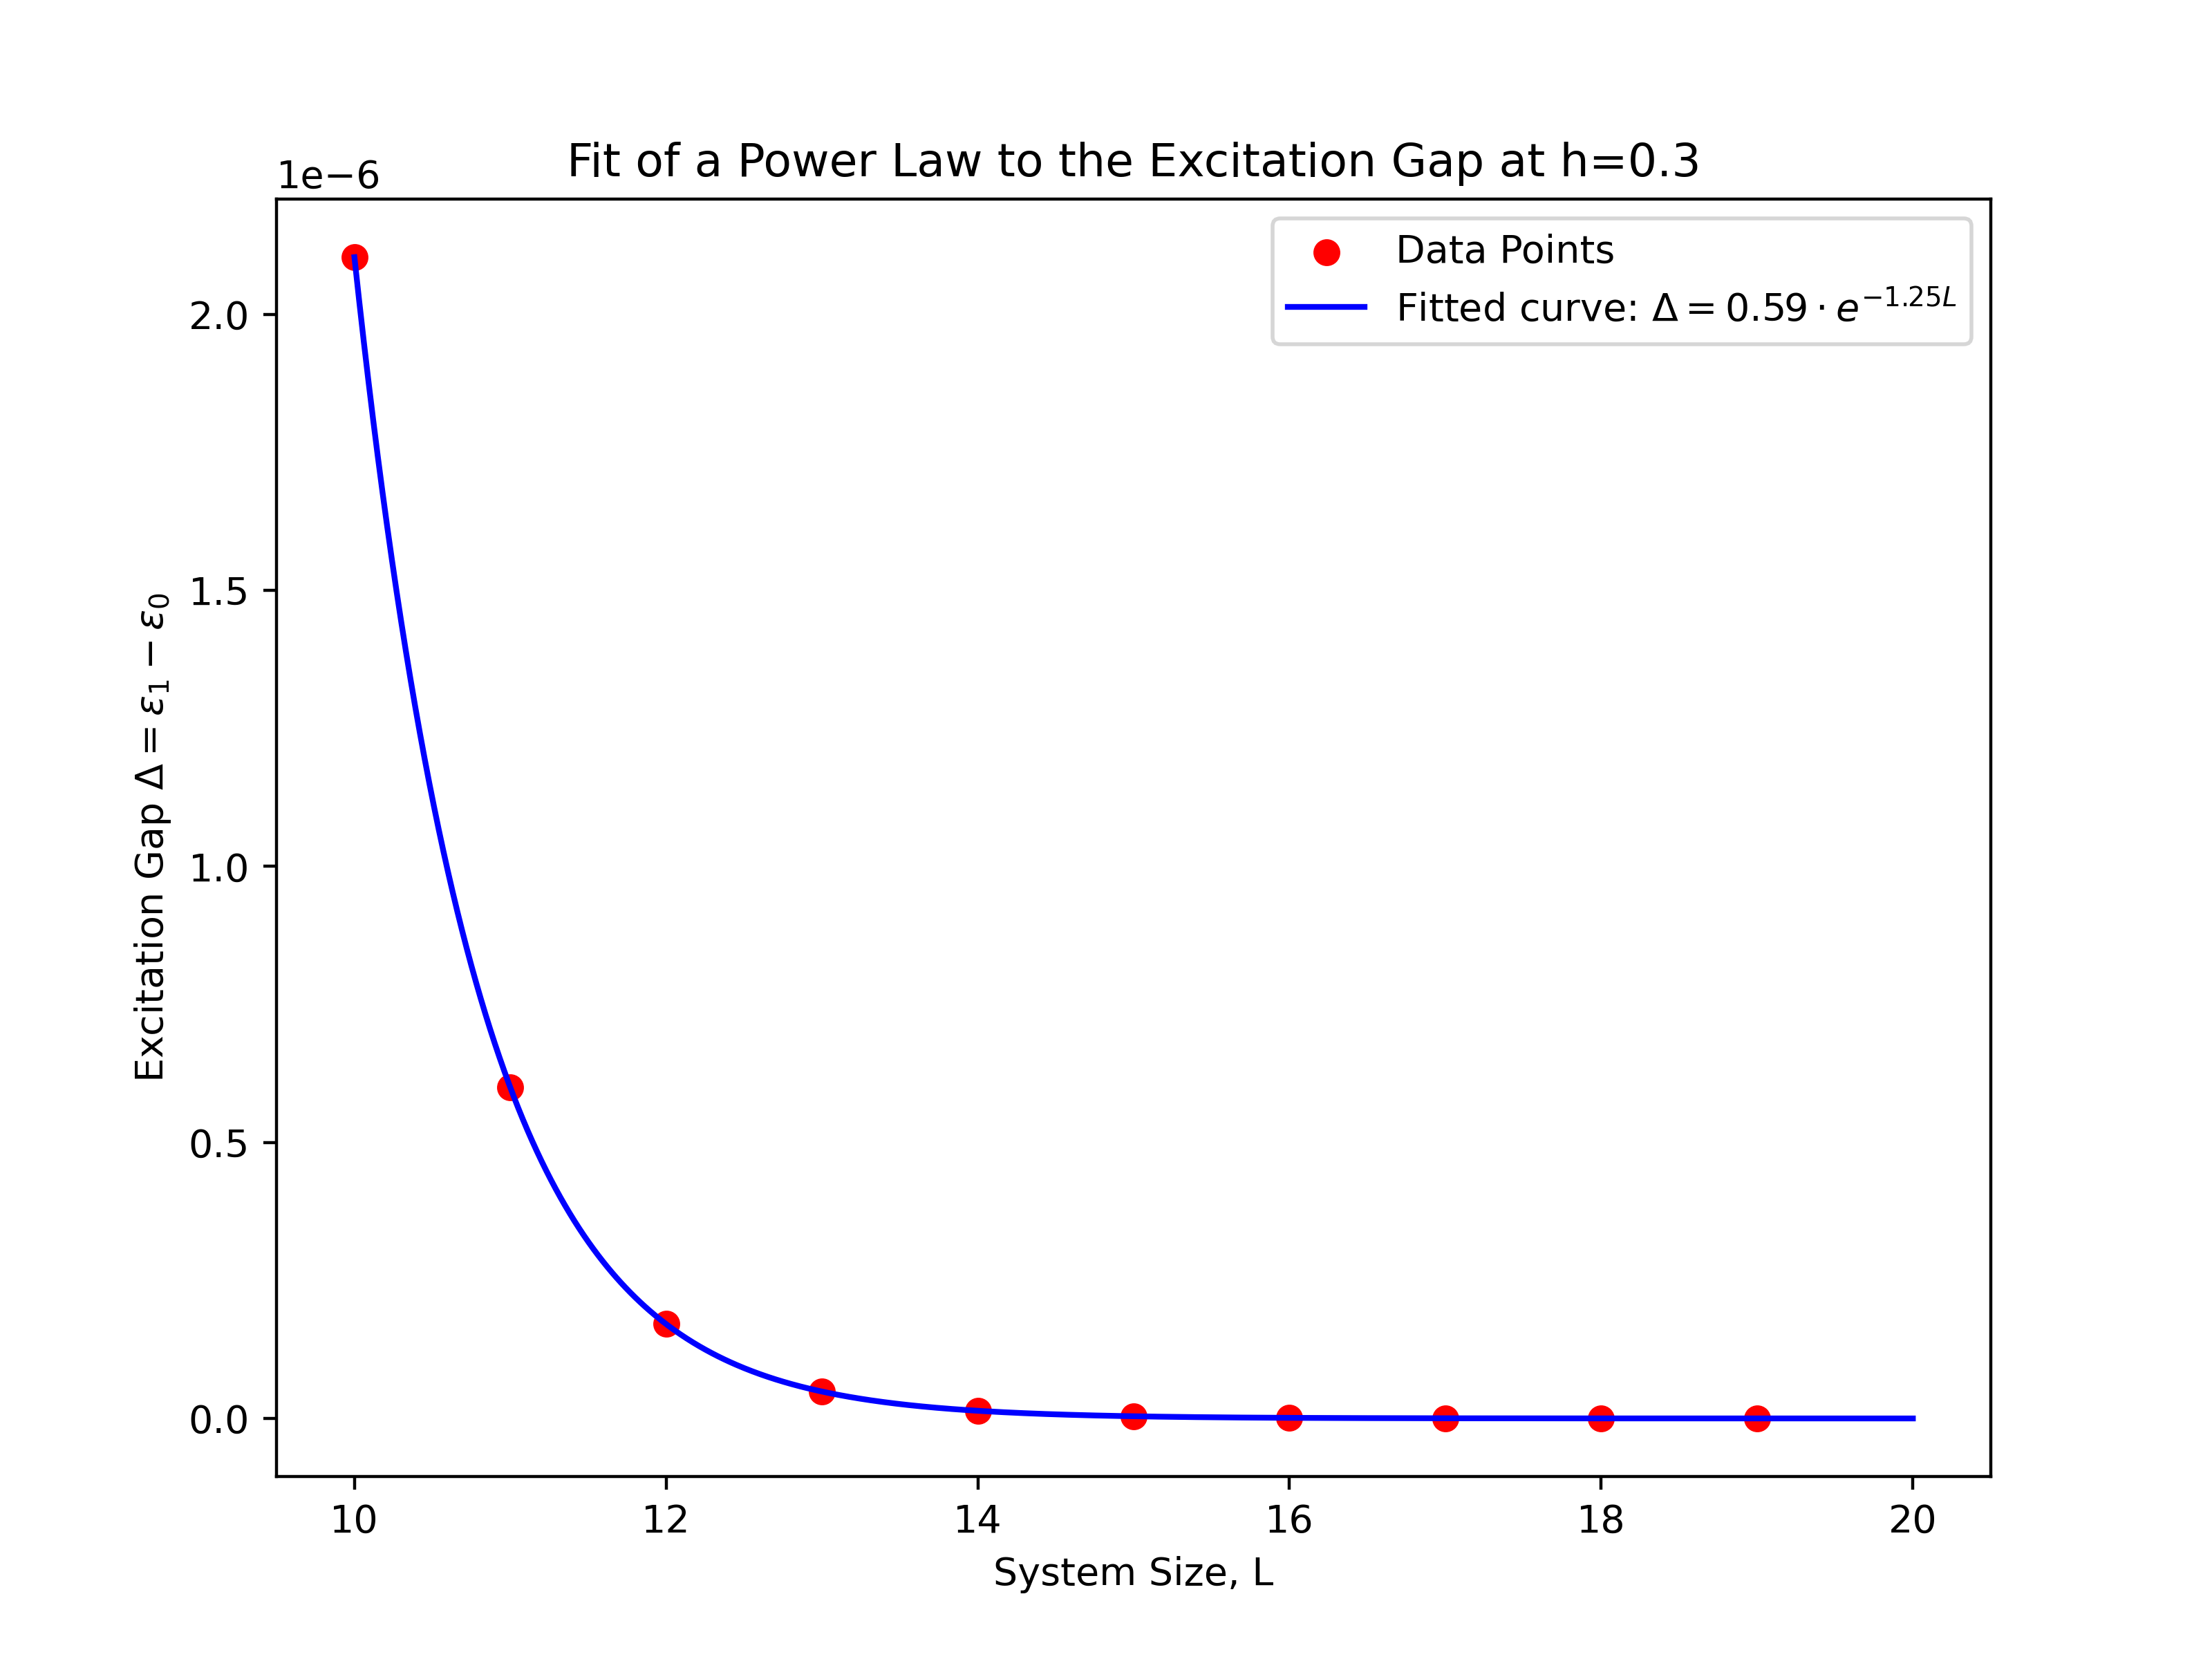 Fit of a Power Law to the Excitation Gap at h=0.3
1e−6
Data Points
Fitted curve: Δ = 0.59 · e^{−1.25L}
Excitation Gap Δ = ε₁ − ε₀
2.0
1.5
1.0
0.5
0.0
10 12 14 16 18 20
System Size, L